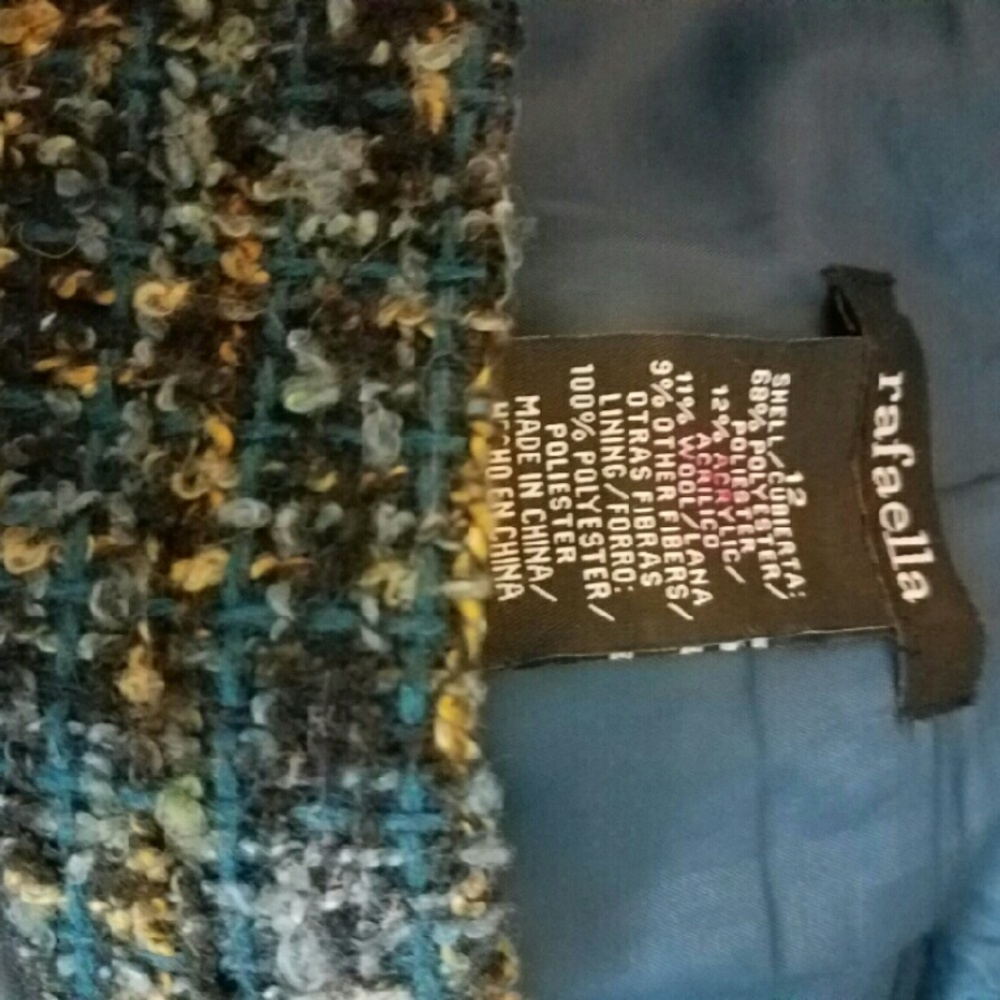 rafaella
12
SHELL/CUBIERTA:
68% POLYESTER/
POLIESTER
12% ACRYLIC/
ACRILICO
11% WOOL/LANA
9% OTHER FIBERS/
OTRAS FIBRAS
LINING/FORRO:
100% POLYESTER/
POLIESTER
MADE IN CHINA/
HECHO EN CHINA